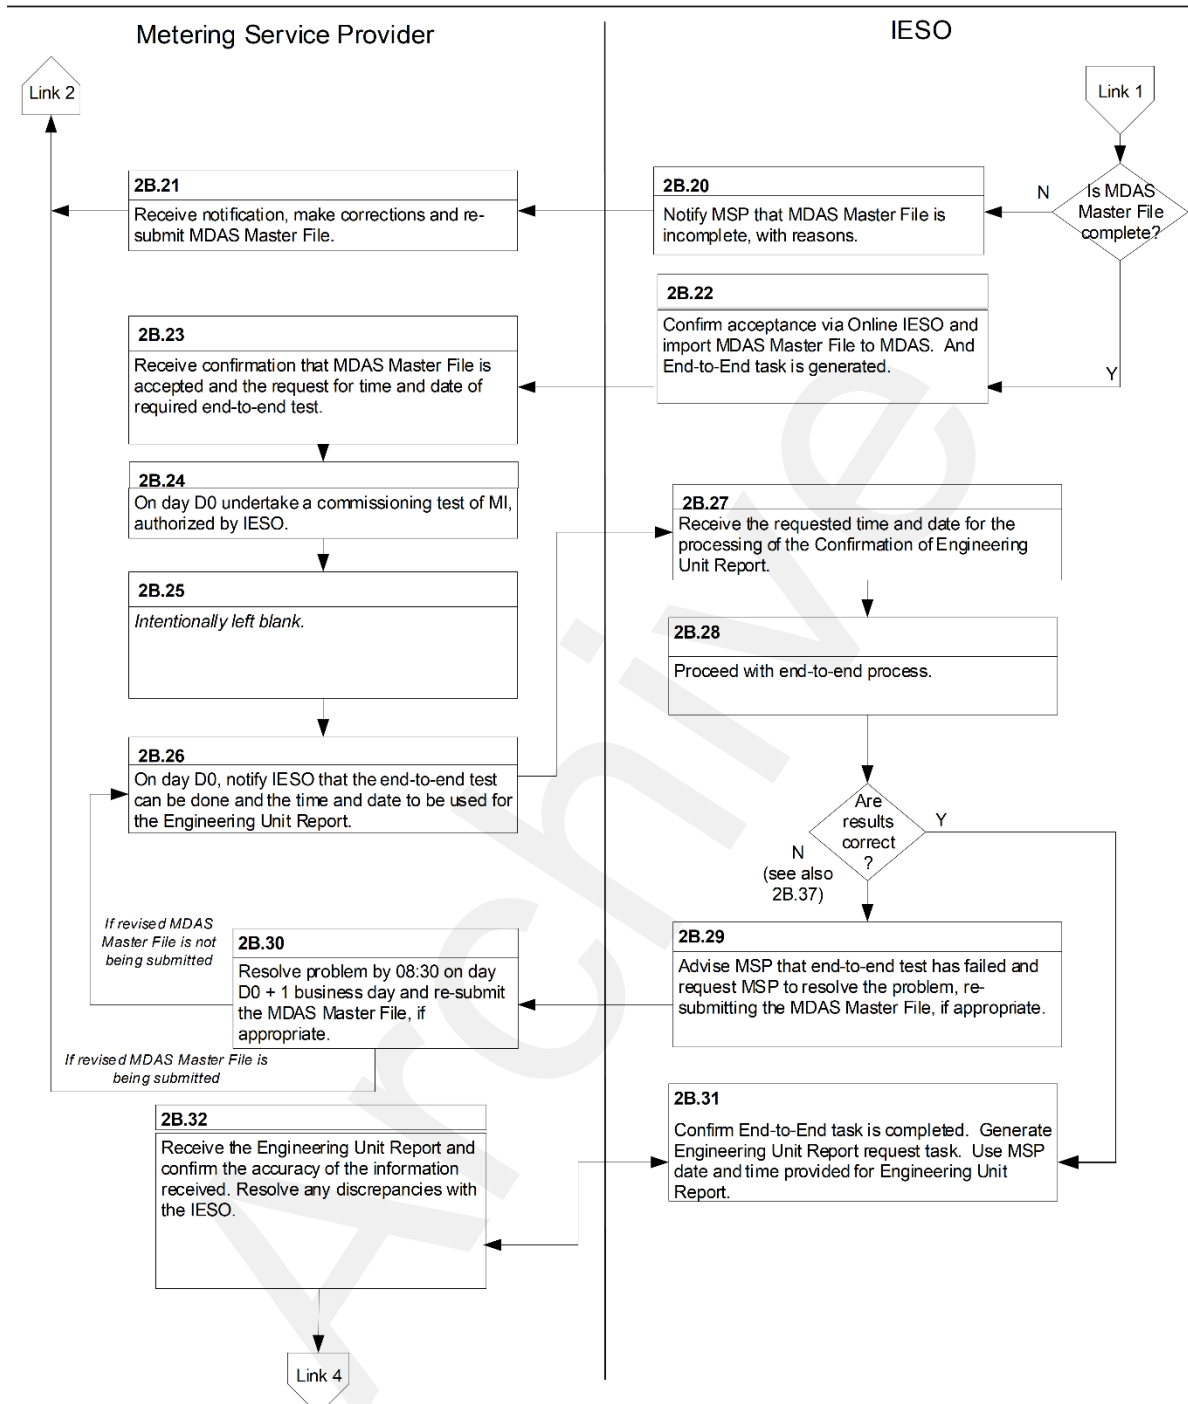 Metering Service Provider
IESO
Link 2
Link 1
Is MDAS
Master File
complete?
N
Y
2B.20
Notify MSP that MDAS Master File is
incomplete, with reasons.
2B.21
Receive notification, make corrections and re-
submit MDAS Master File.
2B.22
Confirm acceptance via Online IESO and
import MDAS Master File to MDAS.  And
End-to-End task is generated.
2B.23
Receive confirmation that MDAS Master File is
accepted and the request for time and date of
required end-to-end test.
2B.24
On day D0 undertake a commissioning test of MI,
authorized by IESO.
2B.25
Intentionally left blank.
2B.26
On day D0, notify IESO that the end-to-end test
can be done and the time and date to be used for
the Engineering Unit Report.
2B.27
Receive the requested time and date for the
processing of the Confirmation of Engineering
Unit Report.
2B.28
Proceed with end-to-end process.
Are
results
correct
?
Y
N
(see also
2B.37)
2B.29
Advise MSP that end-to-end test has failed and
request MSP to resolve the problem, re-
submitting the MDAS Master File, if appropriate.
2B.30
Resolve problem by 08:30 on day
D0 + 1 business day and re-submit
the MDAS Master File, if
appropriate.
If revised MDAS
Master File is not
being submitted
If revised MDAS Master File is
being submitted
2B.31
Confirm End-to-End task is completed.  Generate
Engineering Unit Report request task.  Use MSP
date and time provided for Engineering Unit
Report.
2B.32
Receive the Engineering Unit Report and
confirm the accuracy of the information
received. Resolve any discrepancies with
the IESO.
Link 4
Archive